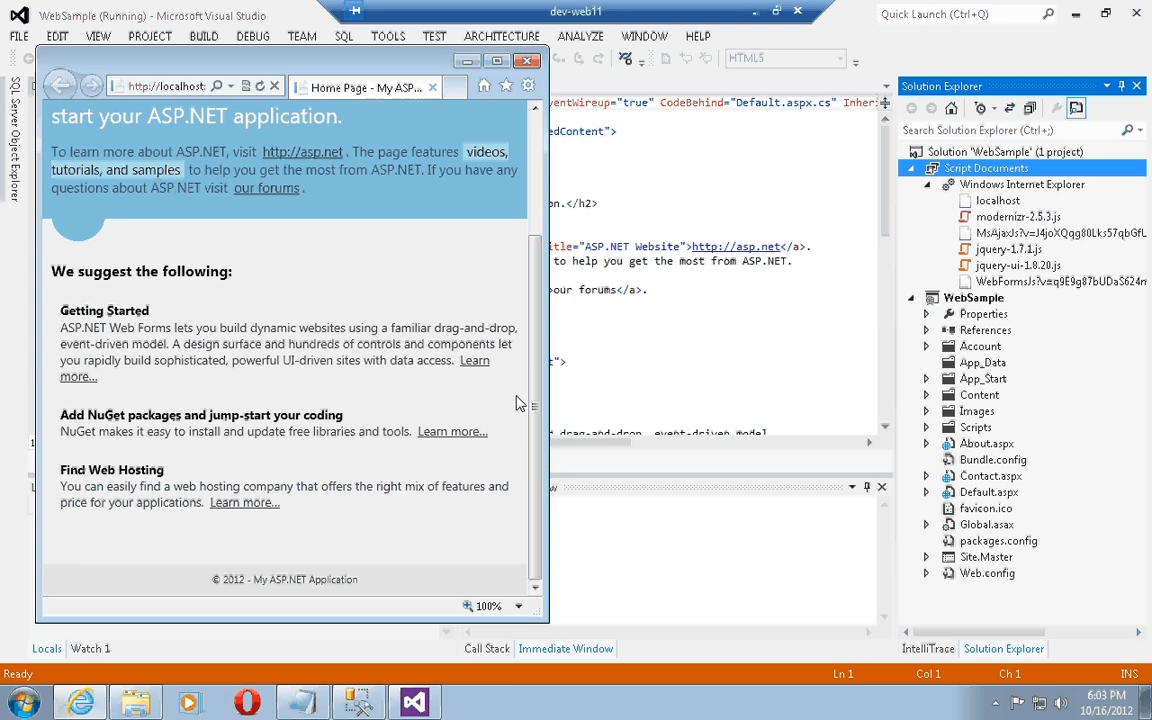 WebSample (Running) - Microsoft Visual Studio
dev-web11
Quick Launch (Ctrl+Q)
FILE EDIT VIEW PROJECT BUILD DEBUG TEAM SQL TOOLS TEST ARCHITECTURE ANALYZE WINDOW HELP
HTML5
SQL Server Object Explorer
http://localhost:
Home Page - My ASP...
start your ASP.NET application.
To learn more about ASP.NET, visit http://asp.net . The page features videos,
tutorials, and samples to help you get the most from ASP.NET. If you have any
questions about ASP.NET visit our forums .
We suggest the following:
Getting Started
ASP.NET Web Forms lets you build dynamic websites using a familiar drag-and-drop,
event-driven model. A design surface and hundreds of controls and components let
you rapidly build sophisticated, powerful UI-driven sites with data access. Learn
more...
Add NuGet packages and jump-start your coding
NuGet makes it easy to install and update free libraries and tools. Learn more...
Find Web Hosting
You can easily find a web hosting company that offers the right mix of features and
price for your applications. Learn more...
© 2012 - My ASP.NET Application
100%
ventWireup="true" CodeBehind="Default.aspx.cs" Inheri
edContent">
on.</h2>
itle="ASP.NET Website">http://asp.net</a>.
to help you get the most from ASP.NET.
our forums</a>.
t">
drag-and-drop, event-driven model
Solution Explorer
Search Solution Explorer (Ctrl+;)
Solution 'WebSample' (1 project)
Script Documents
Windows Internet Explorer
localhost
modernizr-2.5.3.js
jquery-1.7.1.js
jquery-ui-1.8.20.js
WebSample
Properties
References
Account
App_Data
App_Start
Content
Images
Scripts
About.aspx
Bundle.config
Contact.aspx
Default.aspx
favicon.ico
Global.asax
packages.config
Site.Master
Web.config
Locals Watch 1
Call Stack Immediate Window
IntelliTrace Solution Explorer
Ready
Ln 1 Col 1 Ch 1 INS
6:03 PM
10/16/2012